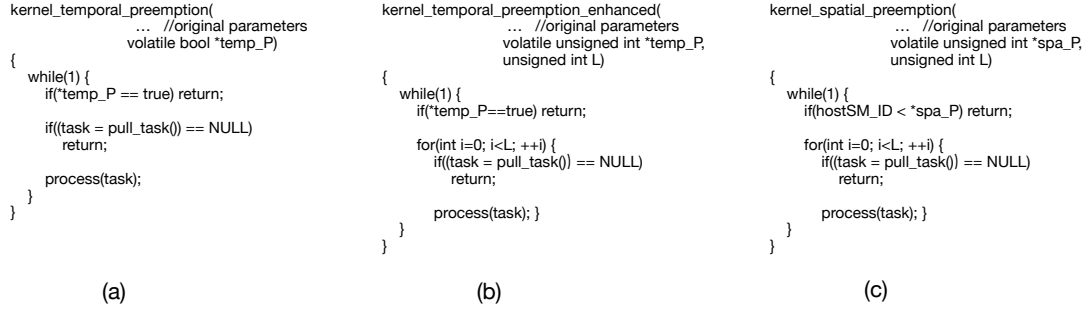 kernel_temporal_preemption(
… //original parameters
volatile bool *temp_P)
{
while(1) {
if(*temp_P == true) return;
if((task = pull_task()) == NULL)
return;
process(task);
}
}
(a)
kernel_temporal_preemption_enhanced(
… //original parameters
volatile unsigned int *temp_P,
unsigned int L)
{
while(1) {
if(*temp_P==true) return;
for(int i=0; i<L; ++i) {
if((task = pull_task()) == NULL)
return;
process(task); }
}
}
(b)
kernel_spatial_preemption(
… //original parameters
volatile unsigned int *spa_P,
unsigned int L)
{
while(1) {
if(hostSM_ID < *spa_P) return;
for(int i=0; i<L; ++i) {
if((task = pull_task()) == NULL)
return;
process(task); }
}
}
(c)